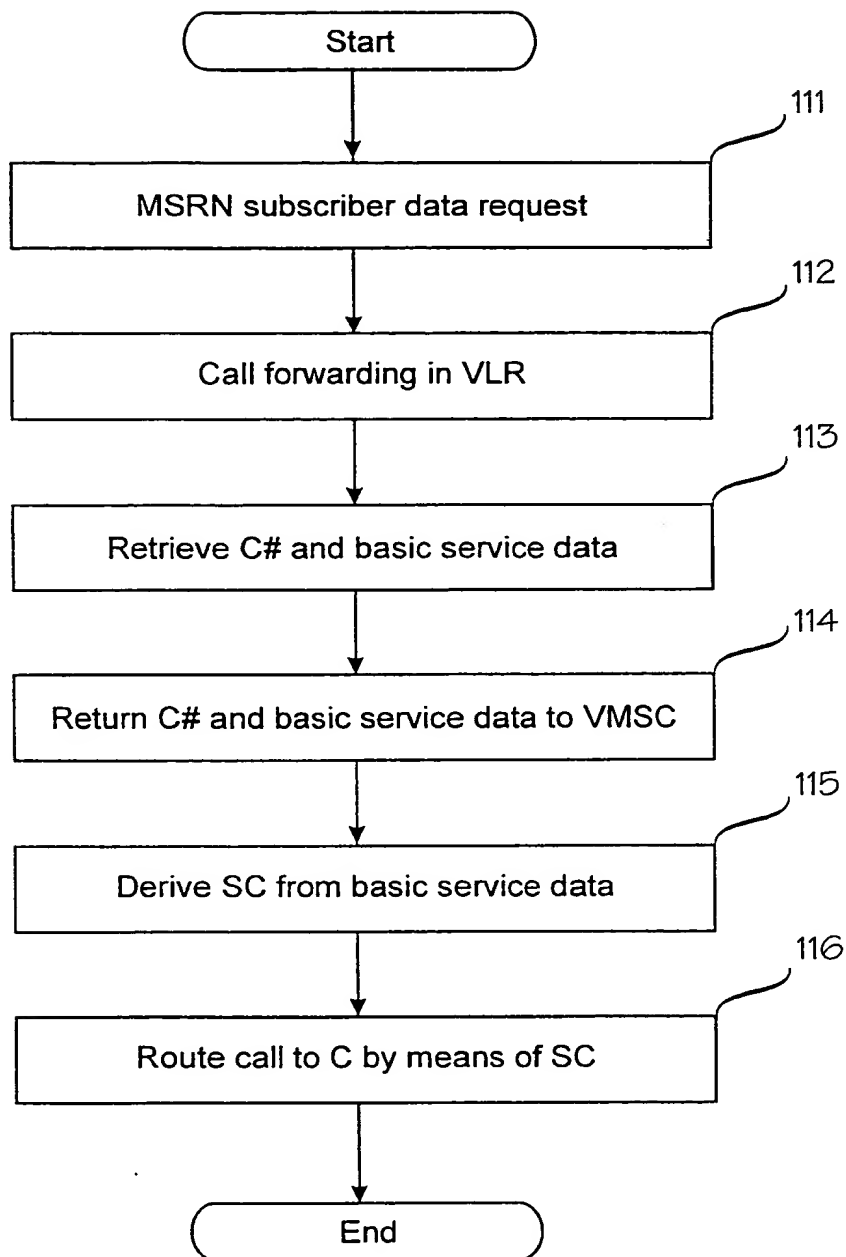 Start
111
MSRN subscriber data request
112
Call forwarding in VLR
113
Retrieve C# and basic service data
114
Return C# and basic service data to VMSC
115
Derive SC from basic service data
116
Route call to C by means of SC
End